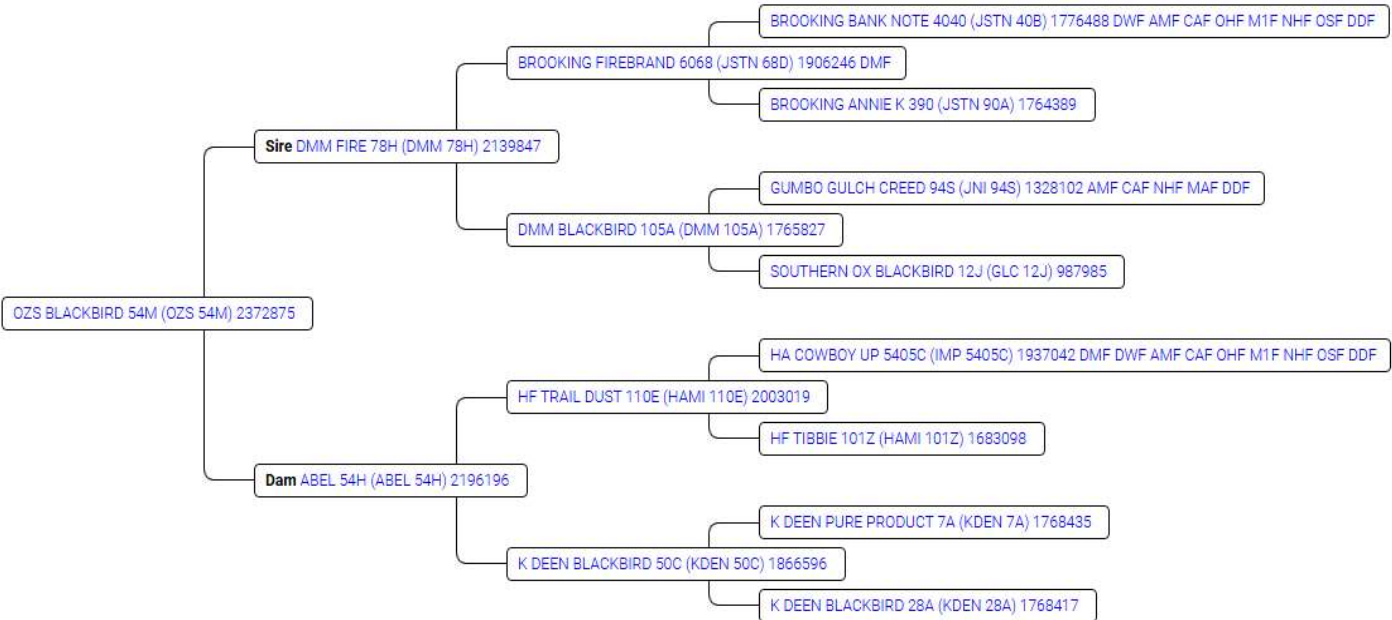 BROOKING BANK NOTE 4040 (JSTN 40B) 1776488 DWF AMF CAF OHF M1F NHF OSF DDF
BROOKING FIREBRAND 6068 (JSTN 68D) 1906246 DMF
BROOKING ANNIE K 390 (JSTN 90A) 1764389
Sire DMM FIRE 78H (DMM 78H) 2139847
GUMBO GULCH CREED 94S (JNI 94S) 1328102 AMF CAF NHF MAF DDF
DMM BLACKBIRD 105A (DMM 105A) 1765827
SOUTHERN OX BLACKBIRD 12J (GLC 12J) 987985
OZS BLACKBIRD 54M (OZS 54M) 2372875
HA COWBOY UP 5405C (IMP 5405C) 1937042 DMF DWF AMF CAF OHF M1F NHF OSF DDF
HF TRAIL DUST 110E (HAMI 110E) 2003019
HF TIBBIE 101Z (HAMI 101Z) 1683098
Dam ABEL 54H (ABEL 54H) 2196196
K DEEN PURE PRODUCT 7A (KDEN 7A) 1768435
K DEEN BLACKBIRD 50C (KDEN 50C) 1866596
K DEEN BLACKBIRD 28A (KDEN 28A) 1768417